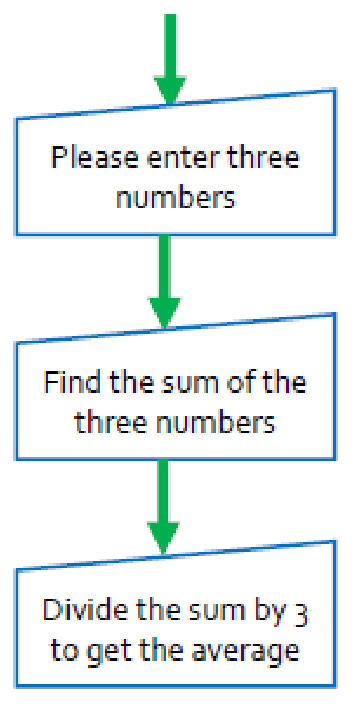 Please enter three
numbers
Find the sum of the
three numbers
Divide the sum by 3
to get the average